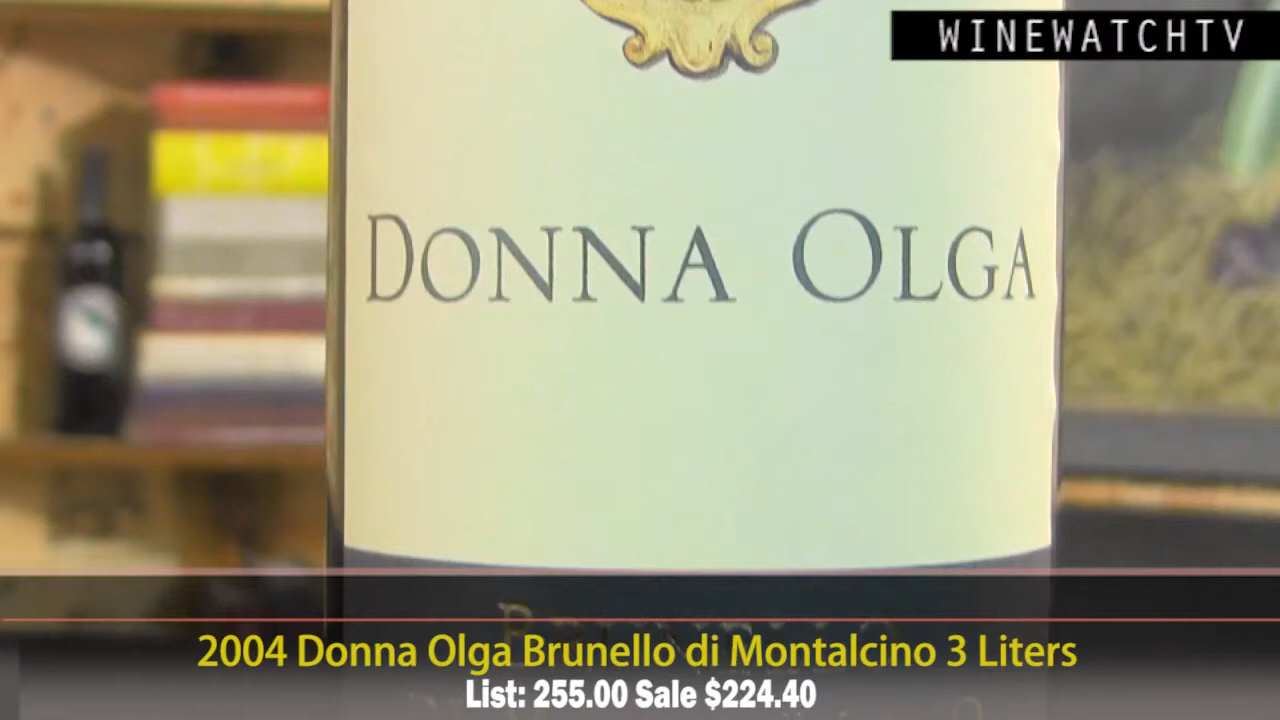 WINEWATCHTV
DONNA OLGA
2004 Donna Olga Brunello di Montalcino 3 Liters
List: 255.00 Sale $224.40